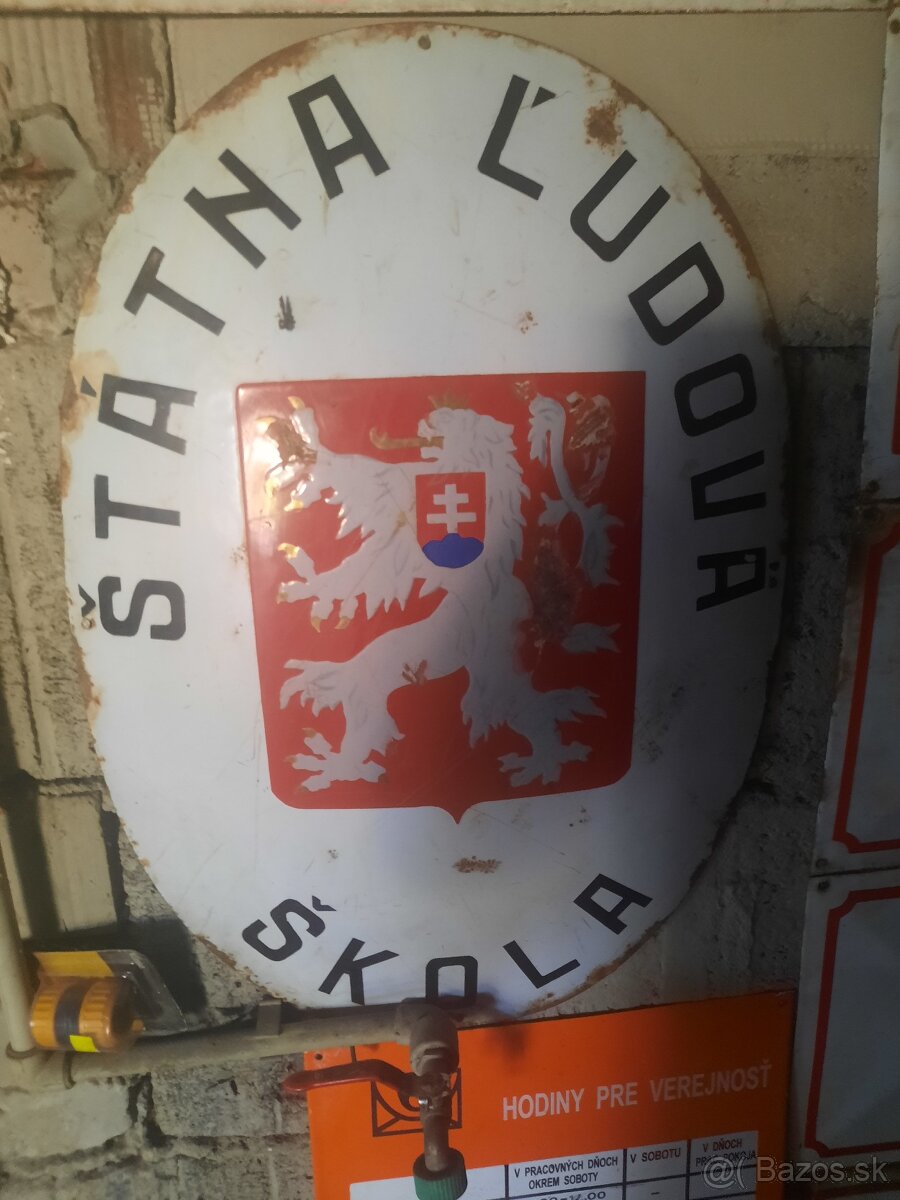 ŠTÁTNA ĽUDOVÁ
ŠKOLA
HODINY PRE VEREJNOSŤ
V PRACOVNÝCH DŇOCH
OKREM SOBOTY
V SOBOTU
V DŇOCH
–
@ Bazos.sk